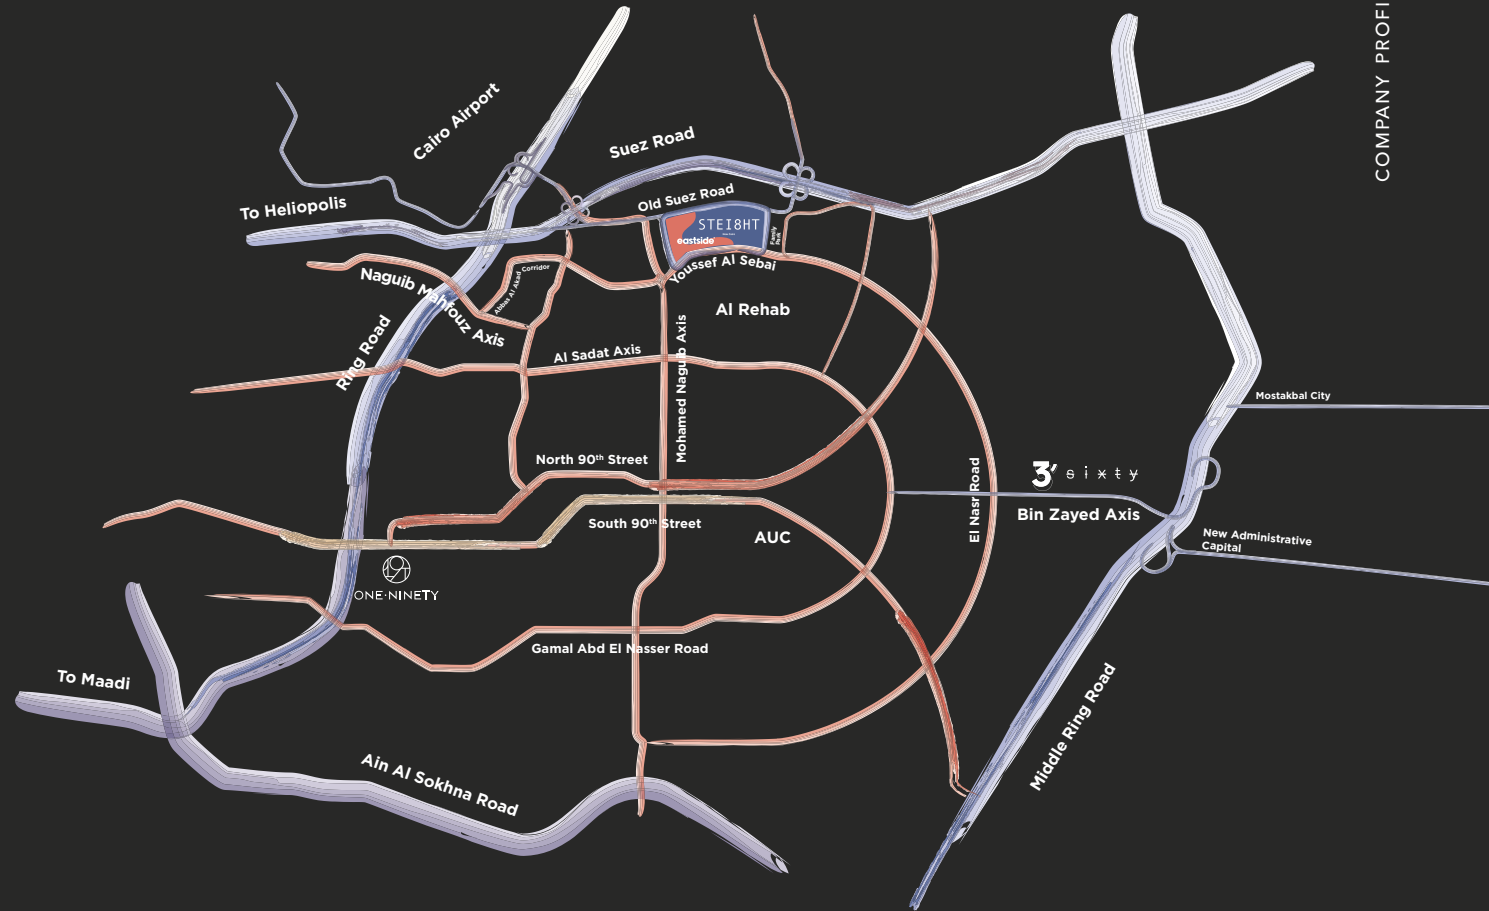 COMPANY PROFI
Cairo Airport
Suez Road
To Heliopolis
Old Suez Road
STEI8HT
eastside
Family
Park
Youssef Al Sebai
Corridor
Abbas Al Akad
Naguib Mahfouz Axis
Al Rehab
Ring Road
Al Sadat Axis
Mohamed Naguib Axis
Mostakbal City
North 90th Street
3' sixty
El Nasr Road
Bin Zayed Axis
South 90th Street
AUC
New Administrative
Capital
ONE·NINETY
Gamal Abd El Nasser Road
To Maadi
Middle Ring Road
Ain Al Sokhna Road